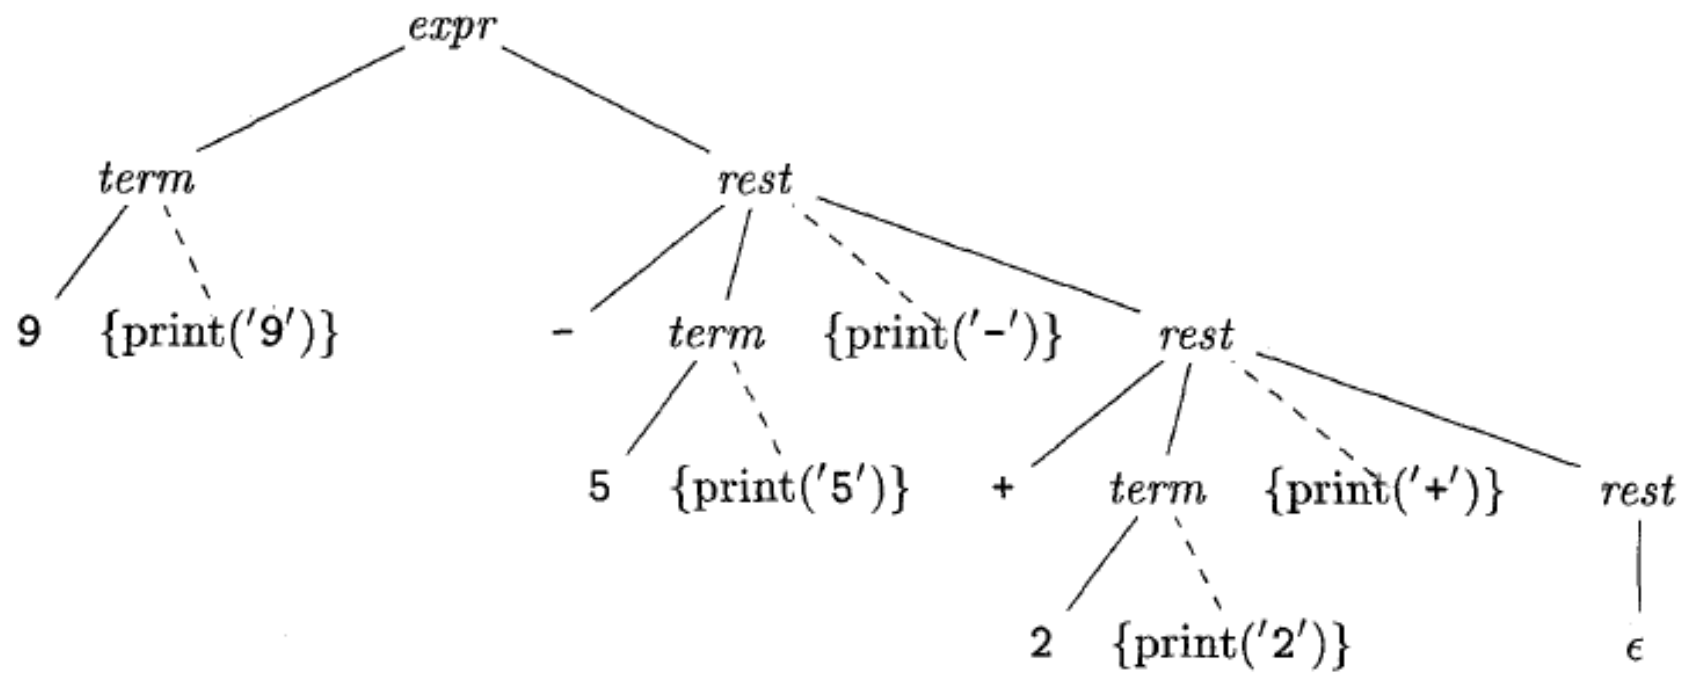 expr
term rest
9 {print('9')} - term {print('-')} rest
5 {print('5')} + term {print('+')} rest
2 {print('2')} ϵ